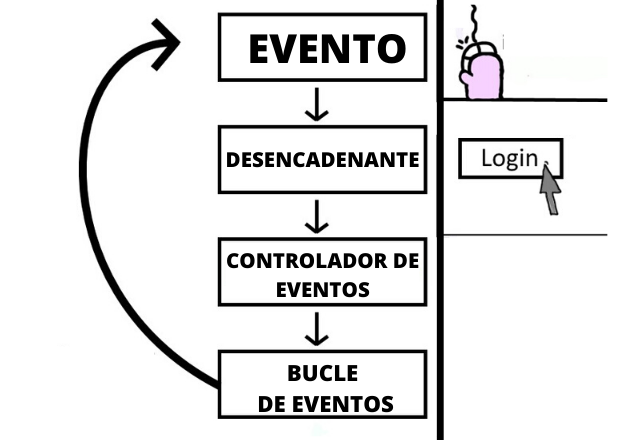 EVENTO
DESENCADENANTE
CONTROLADOR DE
EVENTOS
BUCLE
DE EVENTOS
Login